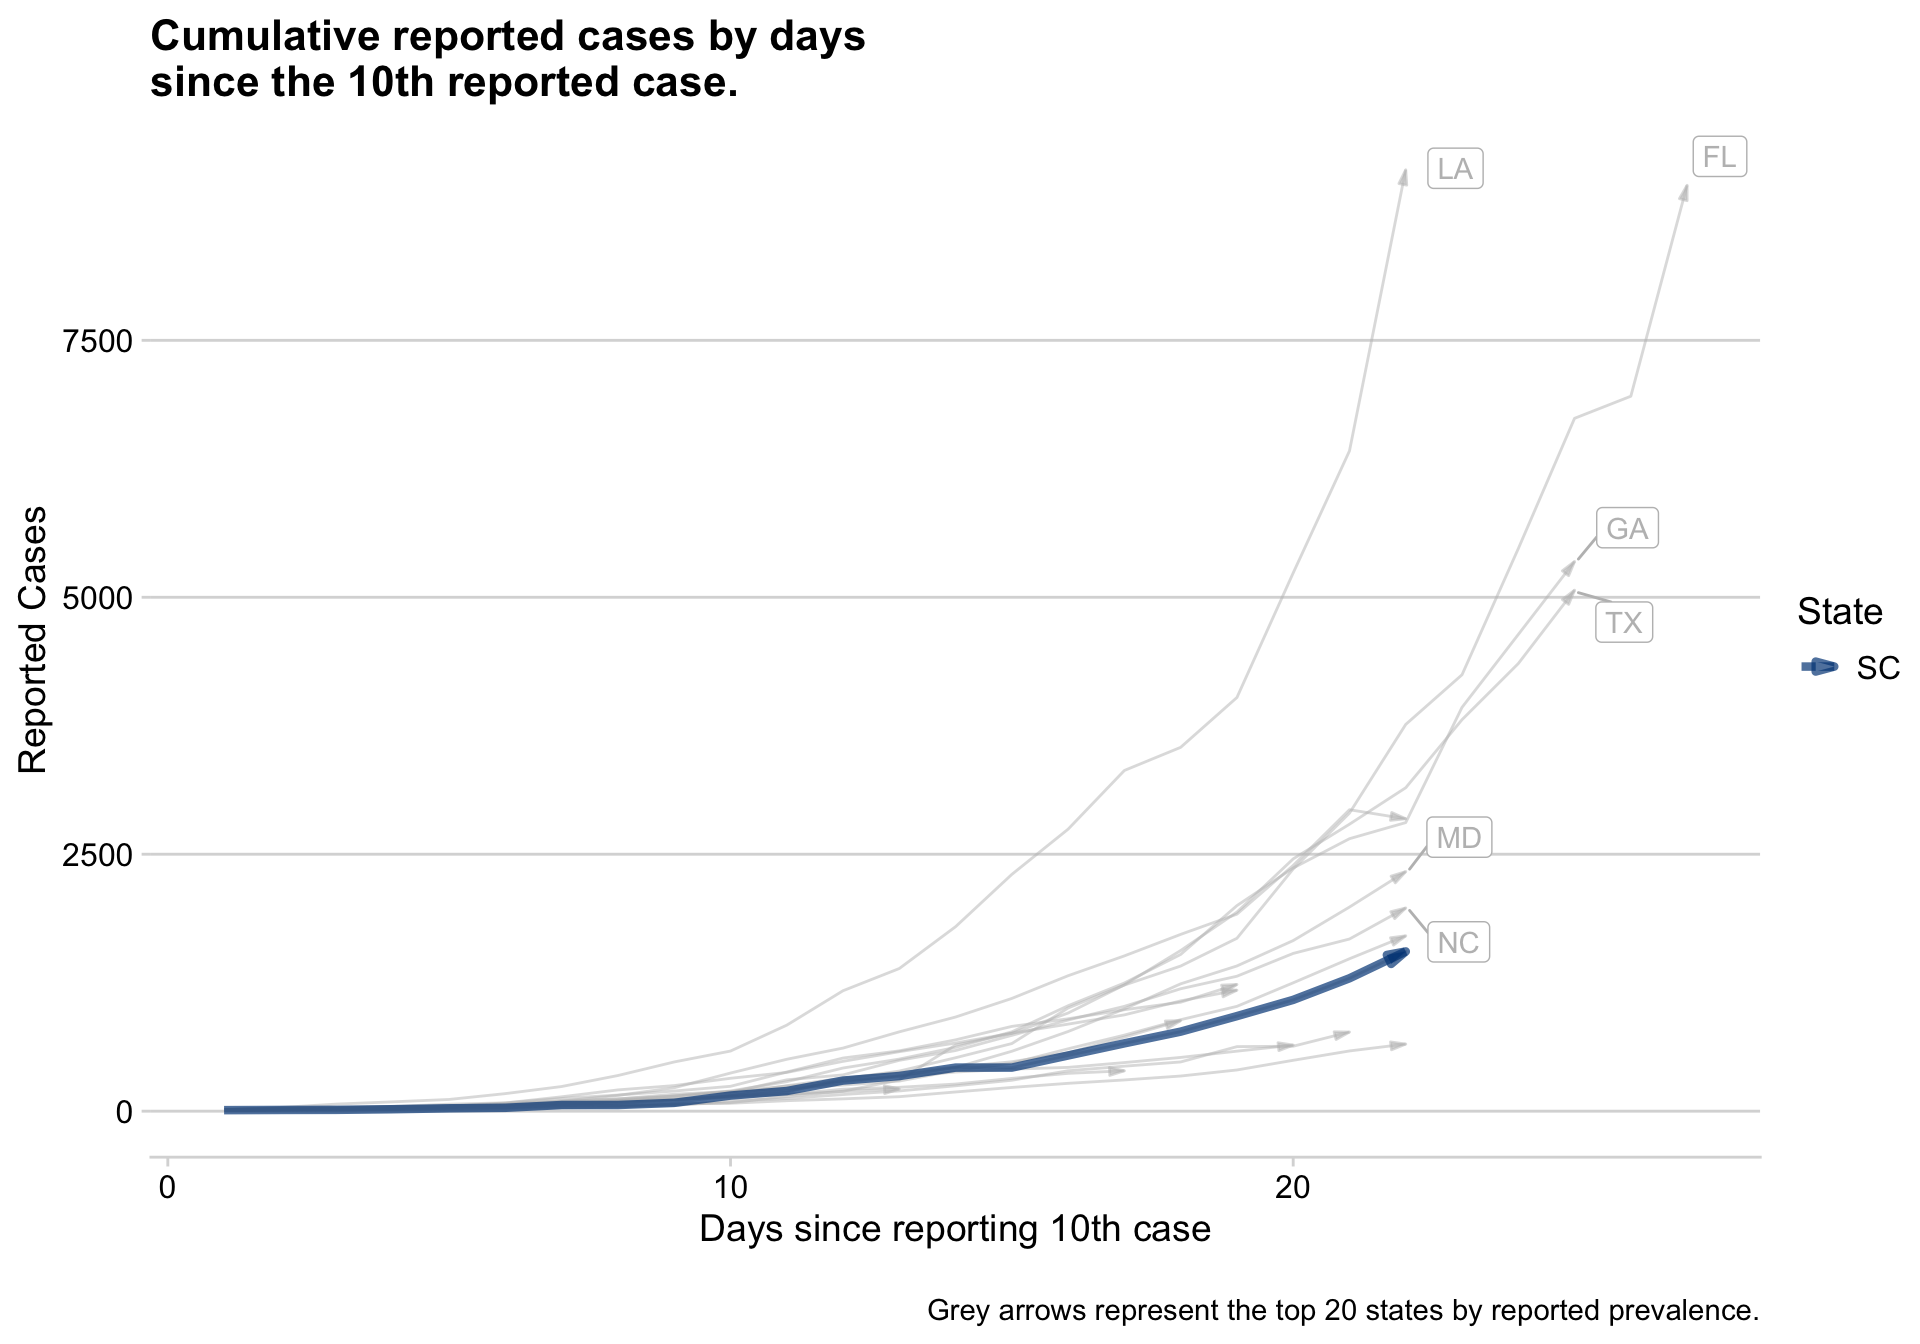 Cumulative reported cases by days
since the 10th reported case.
LA
FL
7500
GA
5000
TX
Reported Cases
State
SC
MD
2500
NC
0
0 10 20
Days since reporting 10th case
Grey arrows represent the top 20 states by reported prevalence.